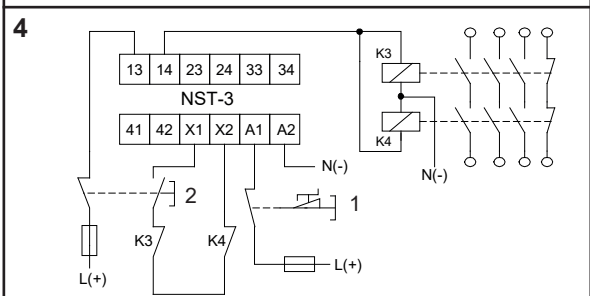 4
13 14 23 24 33 34
NST-3
41 42 X1 X2 A1 A2
K3
K4
N(-)
N(-)
2
1
K3
K4
L(+)
L(+)